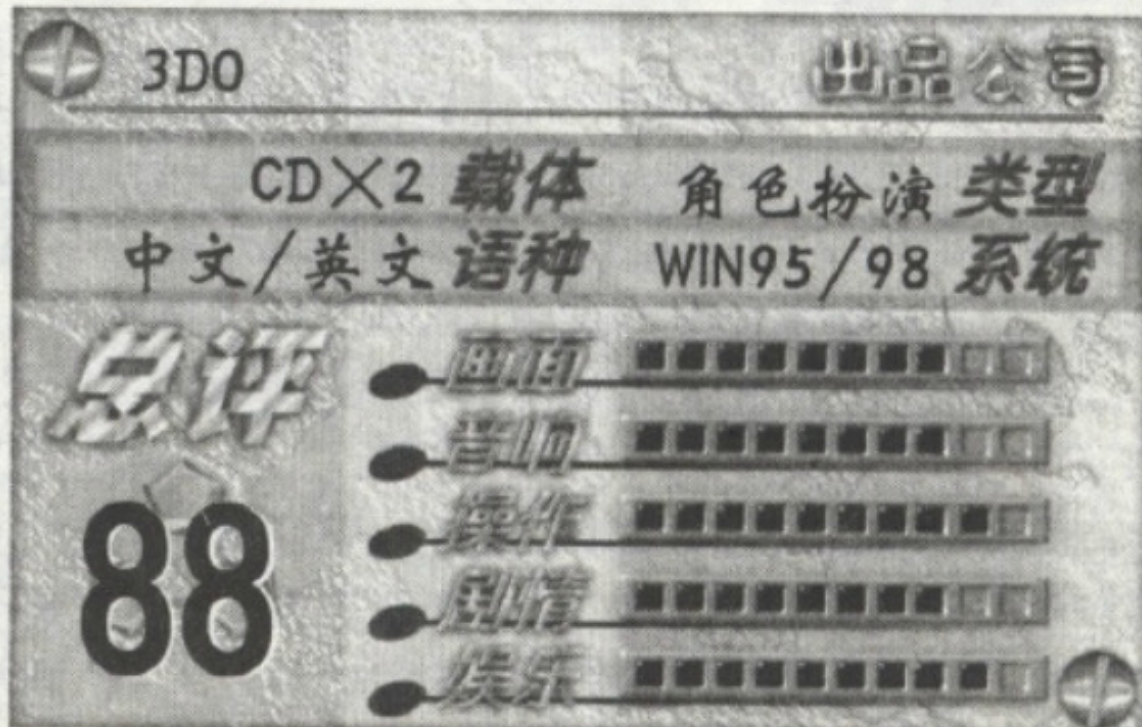 3DO 出品公司
CD×2 载体 角色扮演 类型
中文/英文 语种 WIN95/98 系统
总评
画面
音响
操作
剧情
娱乐
88